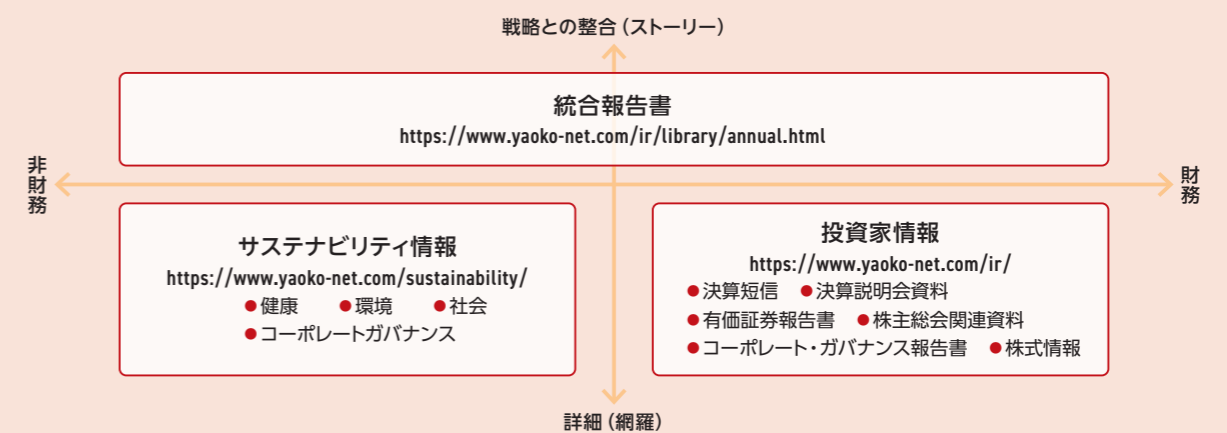 戦略との整合（ストーリー）
統合報告書
https://www.yaoko-net.com/ir/library/annual.html
非財務
財務
サステナビリティ情報
https://www.yaoko-net.com/sustainability/
●健康 ●環境 ●社会
●コーポレートガバナンス
投資家情報
https://www.yaoko-net.com/ir/
●決算短信 ●決算説明会資料
●有価証券報告書 ●株主総会関連資料
●コーポレート・ガバナンス報告書 ●株式情報
詳細（網羅）